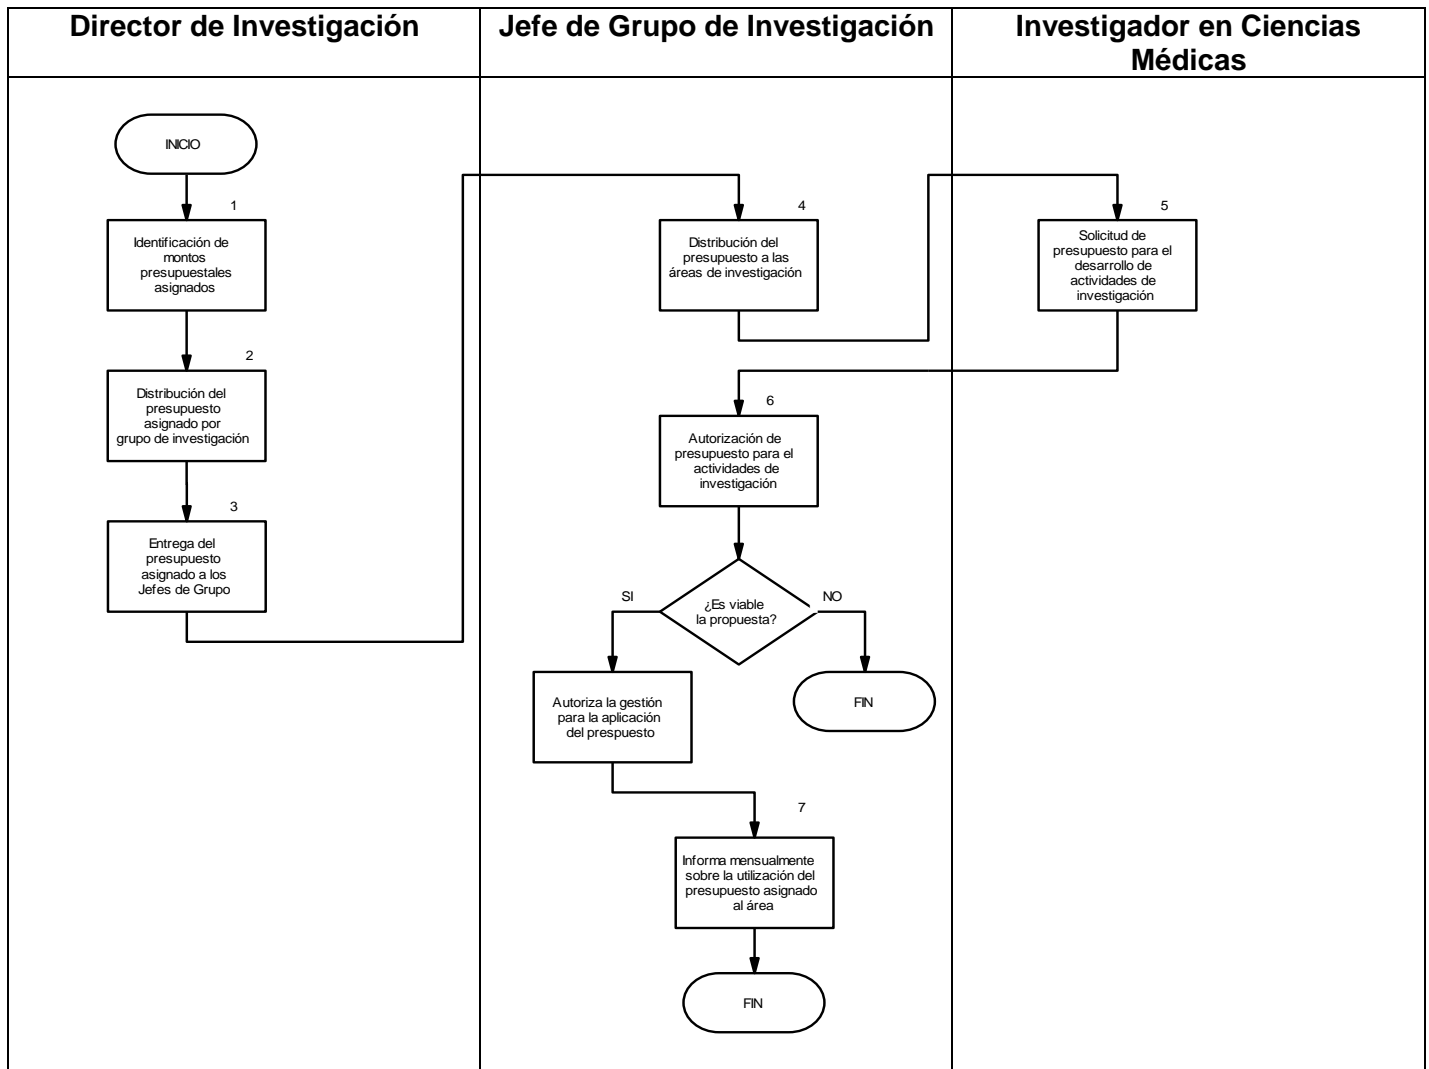 Director de Investigación
Jefe de Grupo de Investigación
Investigador en Ciencias
Médicas
INICIO
1
Identificación de
montos
presupuestales
asignados
2
Distribución del
presupuesto
asignado por
grupo de investigación
3
Entrega del
presupuesto
asignado a los
Jefes de Grupo
4
Distribución del
presupuesto a las
áreas de investigación
5
Solicitud de
presupuesto para el
desarrollo de
actividades de
investigación
6
Autorización de
presupuesto para el
actividades de
investigación
¿Es viable
la propuesta?
SI
NO
Autoriza la gestión
para la aplicación
del prespuesto
FIN
7
Informa mensualmente
sobre la utilización del
presupuesto asignado
al área
FIN